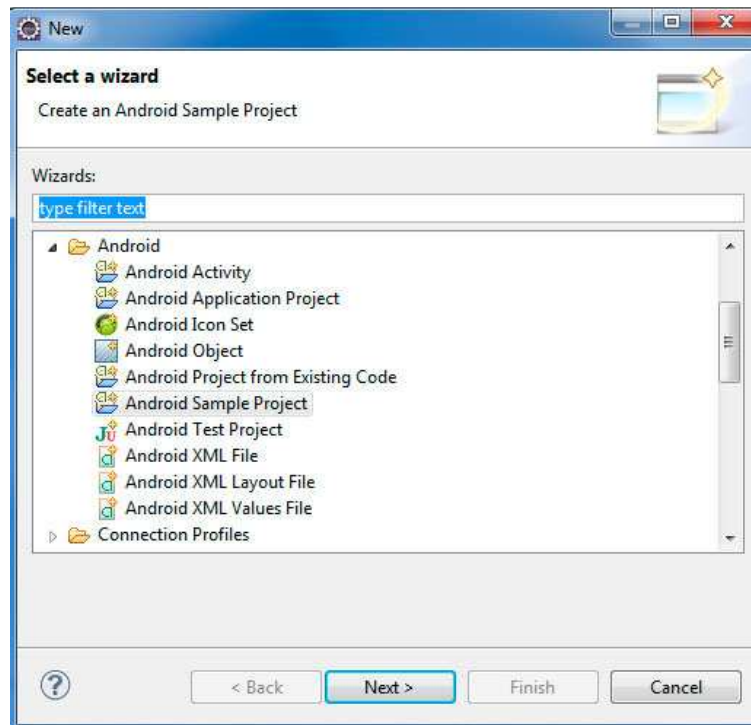 New
Select a wizard
Create an Android Sample Project
Wizards:
type filter text
Android
Android Activity
Android Application Project
Android Icon Set
Android Object
Android Project from Existing Code
Android Sample Project
Android Test Project
Android XML File
Android XML Layout File
Android XML Values File
Connection Profiles
< Back Next > Finish Cancel